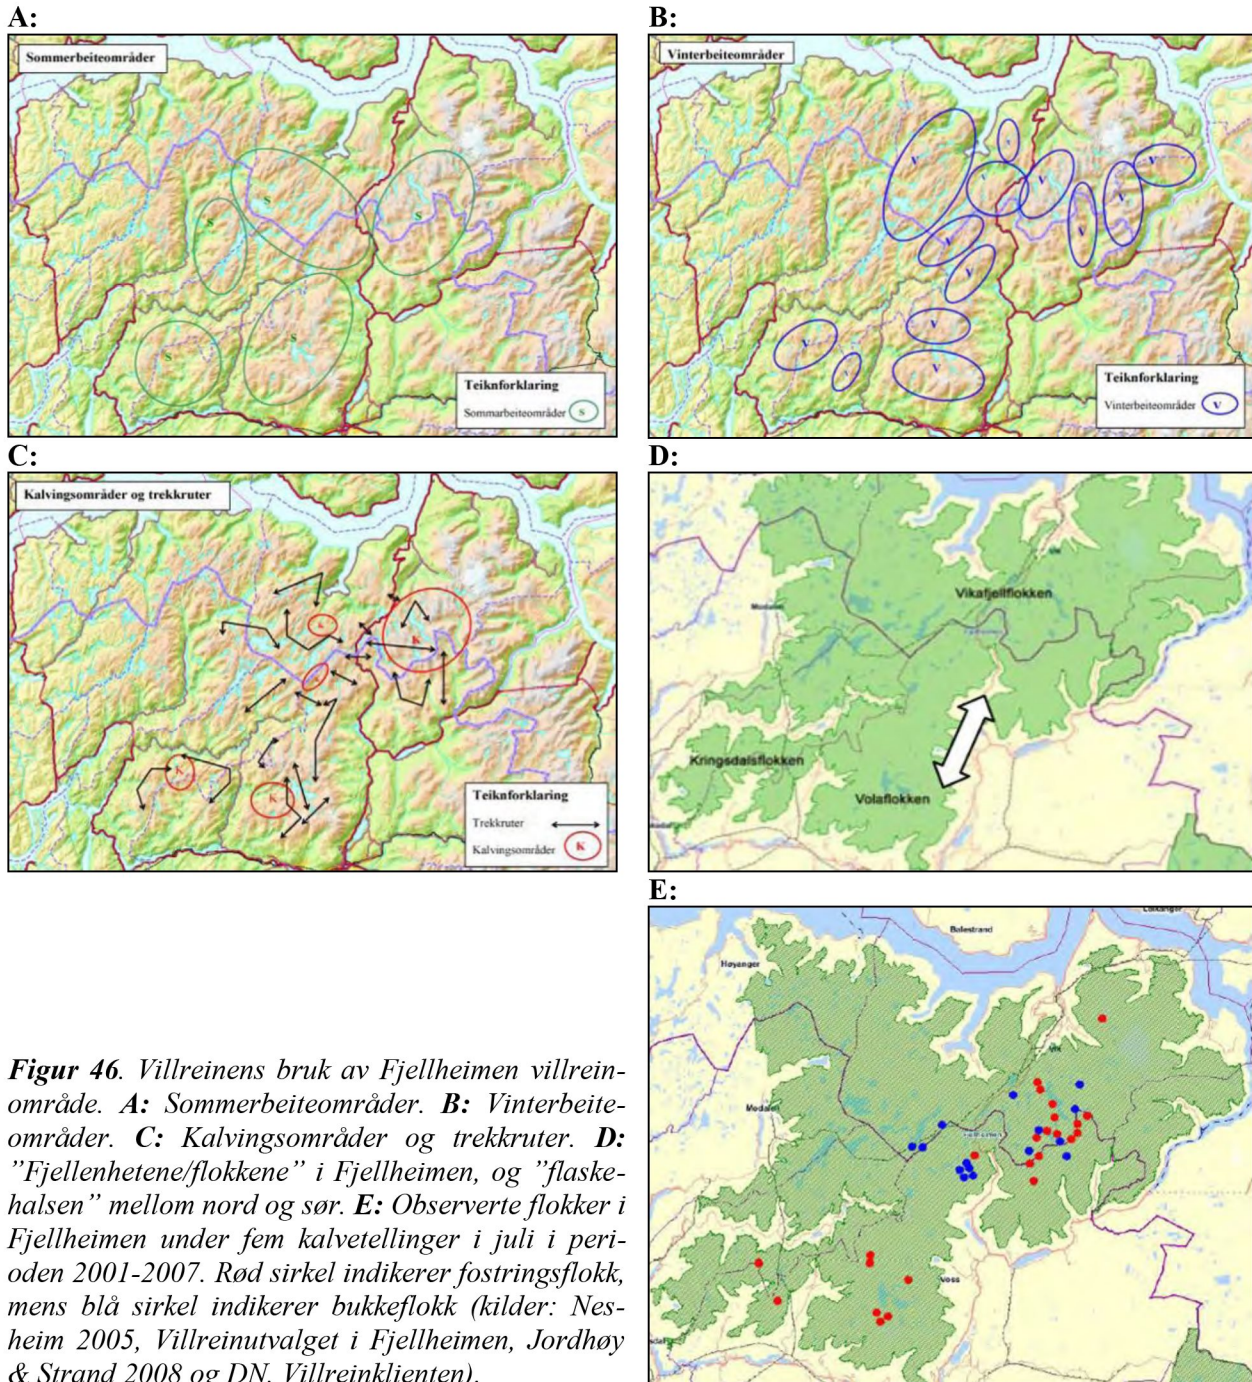 A:
Sommerbeiteområder
S
S
S
S
S
Teiknforklaring
Sommarbeiteområder S
B:
Vinterbeiteområder
V
V
V
V
V
V
V
V
V
V
V
V
V
Teiknforklaring
Vinterbeiteområder V
C:
Kalvingsområder og trekkruter
K
K
K
K
Teiknforklaring
Trekkruter
Kalvingsområder K
D:
Vik
Vikafjellflokken
Modalen
Kringsdalsflokken
Volaflokken
E:
Balestrand
Høyanger
Vik
Modalen
Fjellheimen
Voss
Figur 46. Villreinens bruk av Fjellheimen villrein-
område. A: Sommerbeiteområder. B: Vinterbeite-
områder. C: Kalvingsområder og trekkruter. D:
”Fjellenhetene/flokkene” i Fjellheimen, og ”flaske-
halsen” mellom nord og sør. E: Observerte flokker i
Fjellheimen under fem kalvetellinger i juli i peri-
oden 2001-2007. Rød sirkel indikerer fostringsflokk,
mens blå sirkel indikerer bukkeflokk (kilder: Nes-
heim 2005, Villreinutvalget i Fjellheimen, Jordhøy
& Strand 2008 og DN, Villreinklienten).